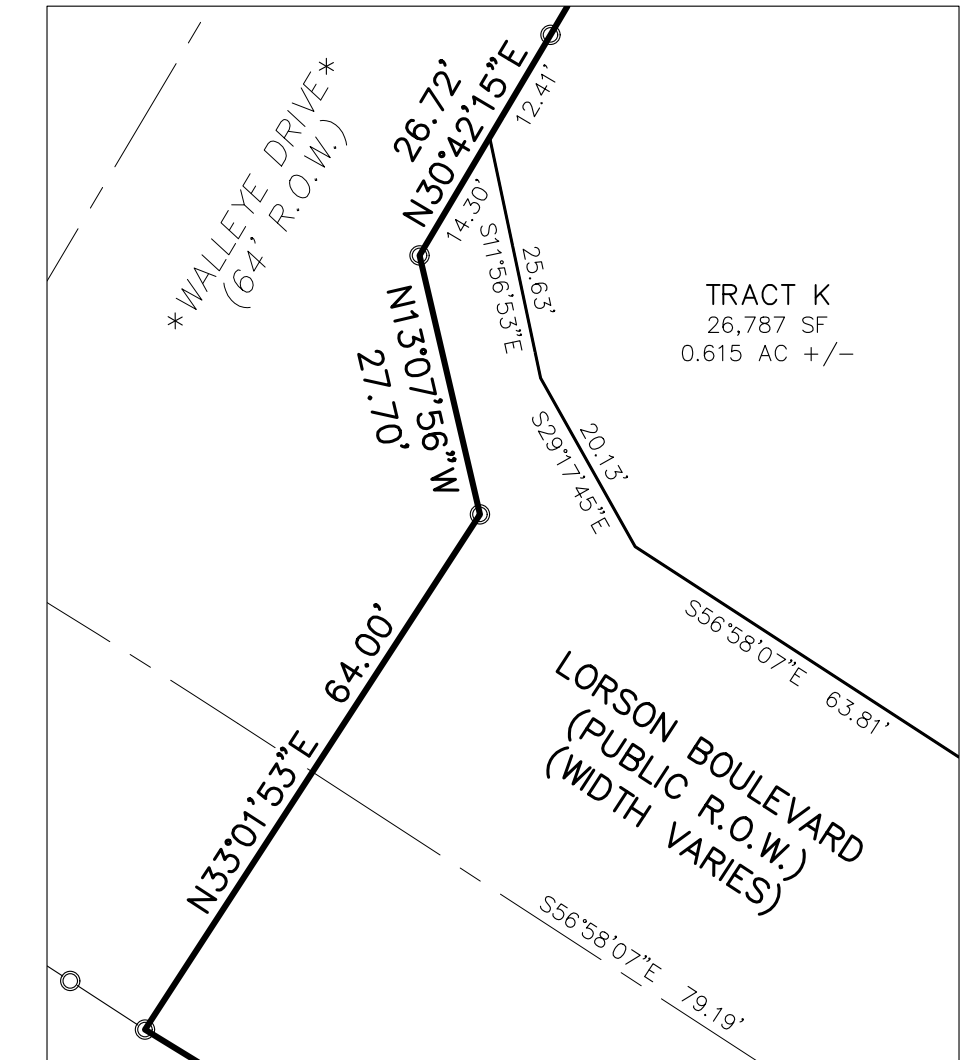 26.72'
N30°42'15"E
12.41'
*WALLEYE DRIVE*
(64' R.O.W.)
14.30'
S11°56'53"E
25.63'
TRACT K
26,787 SF
0.615 AC +/-
N13°07'56"W
27.70'
20.13'
S29°17'45"E
N33°01'53"E 64.00'
S56°58'07"E 63.81'
LORSON BOULEVARD
(PUBLIC R.O.W.)
(WIDTH VARIES)
S56°58'07"E 79.19'